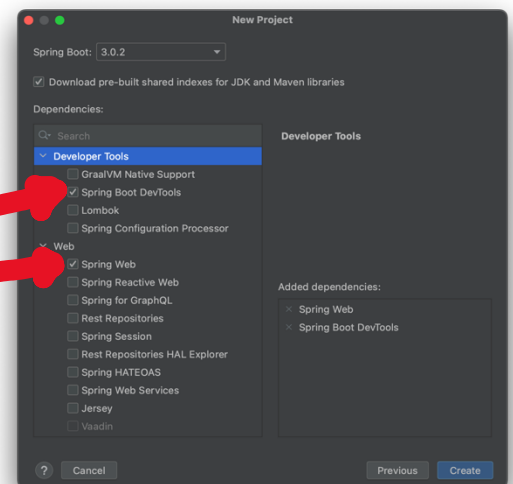 New Project
Spring Boot: 3.0.2
Download pre-built shared indexes for JDK and Maven libraries
Dependencies:
Search
Developer Tools
Developer Tools
GraalVM Native Support
Spring Boot DevTools
Lombok
Spring Configuration Processor
Web
Spring Web
Spring Reactive Web
Spring for GraphQL
Rest Repositories
Spring Session
Rest Repositories HAL Explorer
Spring HATEOAS
Spring Web Services
Jersey
Vaadin
Added dependencies:
× Spring Web
× Spring Boot DevTools
? Cancel Previous Create